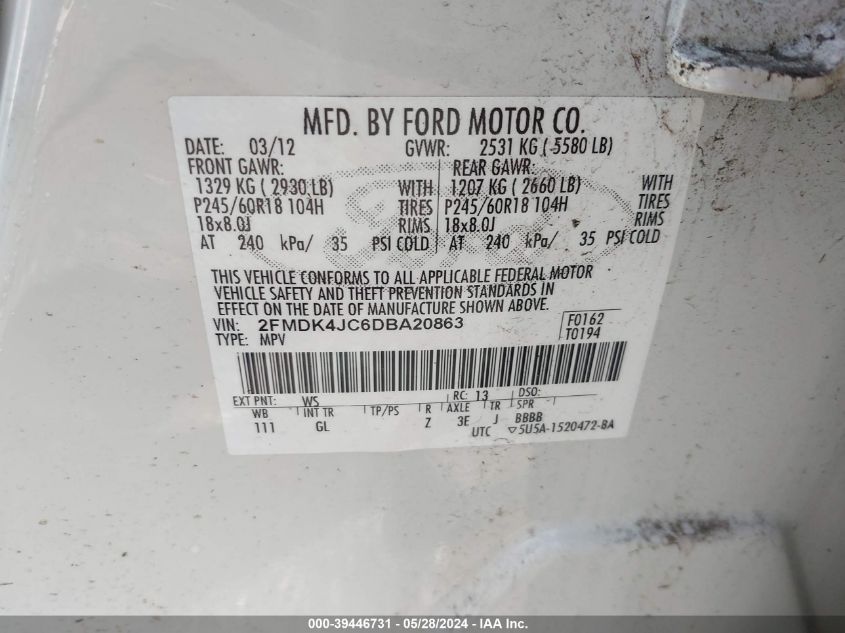 MFD. BY FORD MOTOR CO.
DATE: 03/12 GVWR: 2531 KG ( 5580 LB)
FRONT GAWR: REAR GAWR:
1329 KG ( 2930 LB) WITH 1207 KG ( 2660 LB) WITH
P245/60R18 104H TIRES P245/60R18 104H TIRES
18x8.0J RIMS 18x8.0J RIMS
AT 240 kPa/ 35 PSI COLD AT 240 kPa/ 35 PSI COLD
THIS VEHICLE CONFORMS TO ALL APPLICABLE FEDERAL MOTOR
VEHICLE SAFETY AND THEFT PREVENTION STANDARDS IN
EFFECT ON THE DATE OF MANUFACTURE SHOWN ABOVE.
VIN: 2FMDK4JC6DBA20863 F0162
TYPE: MPV T0194
EXT PNT: WS RC: 13 DSO:
WB INT TR TP/PS R AXLE TR SPR
111 GL Z 3E J BBBB
UTC ▽5U5A-1520472-BA
000-39446731 - 05/28/2024 - IAA Inc.